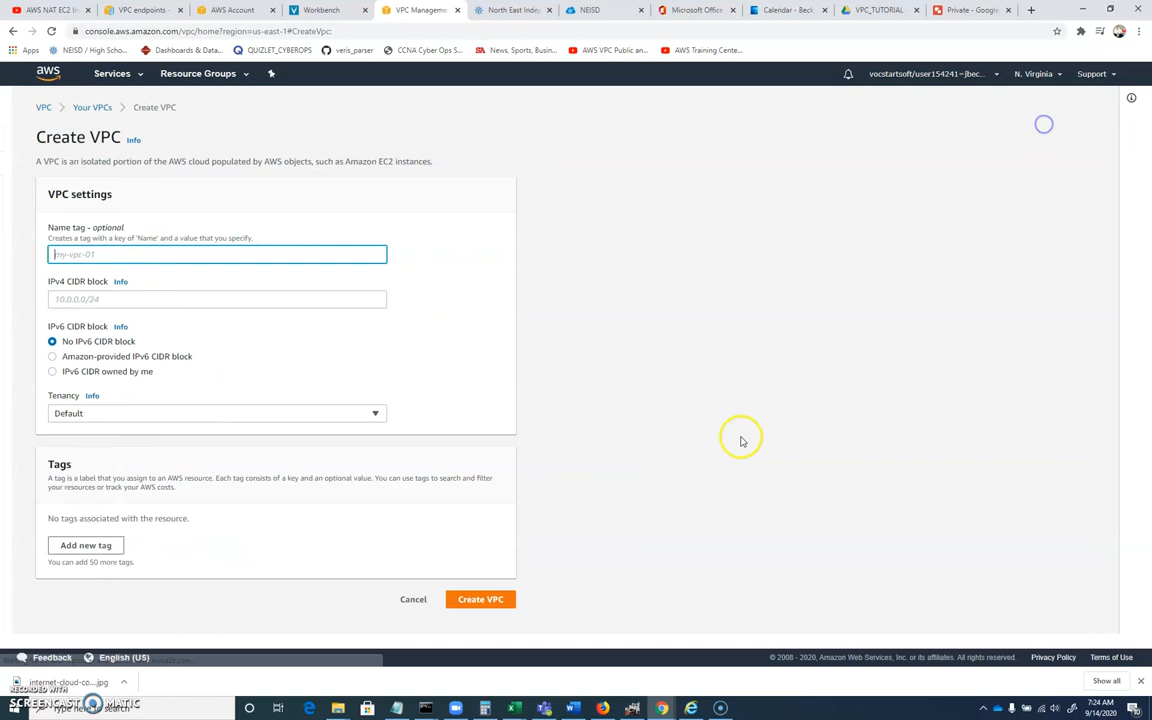 AWS NAT EC2 In
VPC endpoints -
AWS Account
Workbench
VPC Manageme
North East Indep
NEISD
Microsoft Office
Calendar - Beck
VPC_TUTORIAL -
Private - Google
console.aws.amazon.com/vpc/home?region=us-east-1#CreateVpc:
Apps
NEISD / High Scho...
Dashboards & Data...
QUIZLET_CYBEROPS
veris_parser
CCNA Cyber Ops S...
News, Sports, Busin...
AWS VPC Public an...
AWS Training Cente...
aws
Services
Resource Groups
vocstartsoft/user154241=jbec...
N. Virginia
Support
VPC > Your VPCs > Create VPC
Create VPC Info
A VPC is an isolated portion of the AWS cloud populated by AWS objects, such as Amazon EC2 instances.
VPC settings
Name tag - optional
Creates a tag with a key of 'Name' and a value that you specify.
my-vpc-01
IPv4 CIDR block Info
10.0.0.0/24
IPv6 CIDR block Info
No IPv6 CIDR block
Amazon-provided IPv6 CIDR block
IPv6 CIDR owned by me
Tenancy Info
Default
Tags
A tag is a label that you assign to an AWS resource. Each tag consists of a key and an optional value. You can use tags to search and filter
your resources or track your AWS costs.
No tags associated with the resource.
Add new tag
You can add 50 more tags.
Cancel
Create VPC
Feedback
English (US)
© 2008 - 2020, Amazon Web Services, Inc. or its affiliates. All rights reserved.
Privacy Policy
Terms of Use
internet-cloud-co....jpg
Show all
RECORDED WITH
SCREENCAST MATIC
Type here to search
7:24 AM
9/14/2020